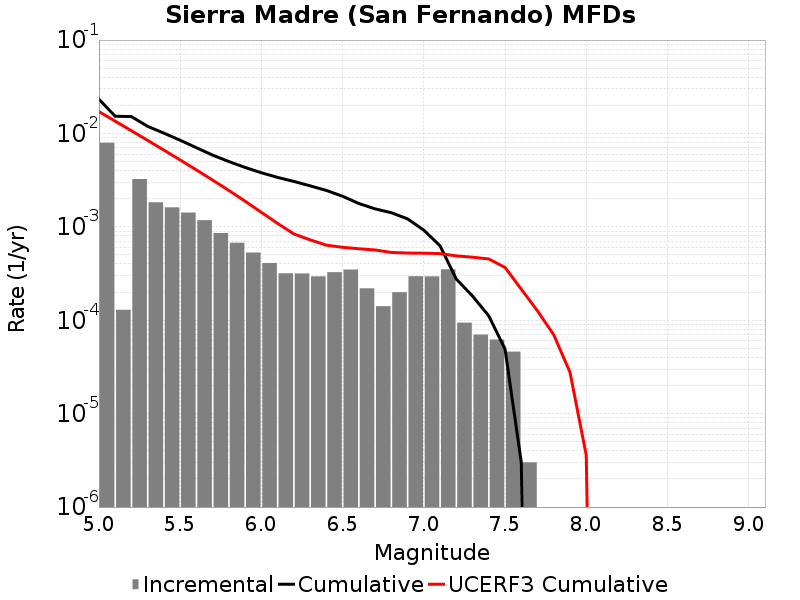 Sierra Madre (San Fernando) MFDs
10-1
10-2
10-3
10-4
10-5
10-6
Rate (1/yr)
5.0 5.5 6.0 6.5 7.0 7.5 8.0 8.5 9.0
Magnitude
Incremental Cumulative UCERF3 Cumulative